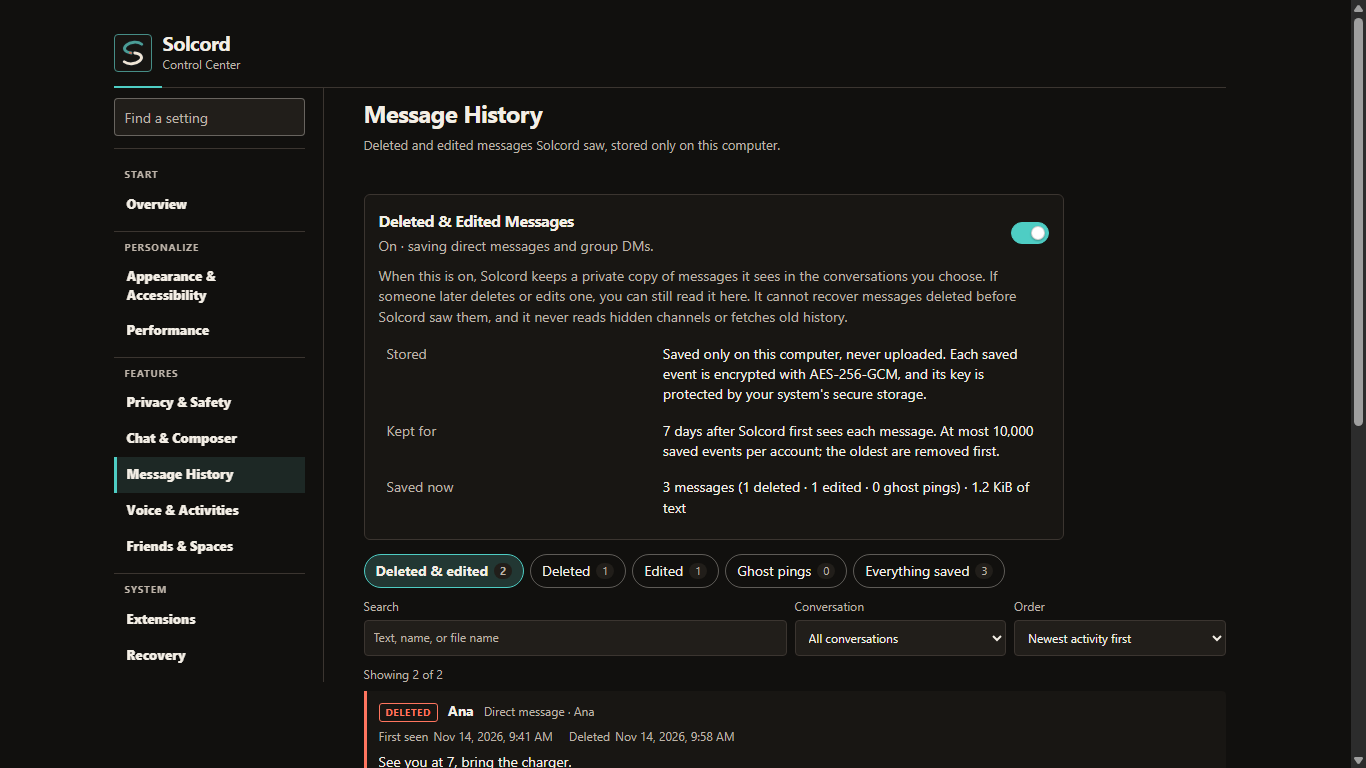 Solcord
Control Center
Find a setting
START
Overview
PERSONALIZE
Appearance &
Accessibility
Performance
FEATURES
Privacy & Safety
Chat & Composer
Message History
Voice & Activities
Friends & Spaces
SYSTEM
Extensions
Recovery
Message History
Deleted and edited messages Solcord saw, stored only on this computer.
Deleted & Edited Messages
On · saving direct messages and group DMs.
When this is on, Solcord keeps a private copy of messages it sees in the conversations you choose. If
someone later deletes or edits one, you can still read it here. It cannot recover messages deleted before
Solcord saw them, and it never reads hidden channels or fetches old history.
Stored
Saved only on this computer, never uploaded. Each saved
event is encrypted with AES-256-GCM, and its key is
protected by your system's secure storage.
Kept for
7 days after Solcord first sees each message. At most 10,000
saved events per account; the oldest are removed first.
Saved now
3 messages (1 deleted · 1 edited · 0 ghost pings) · 1.2 KiB of
text
Deleted & edited 2
Deleted 1
Edited 1
Ghost pings 0
Everything saved 3
Search
Conversation
Order
Text, name, or file name
All conversations
Newest activity first
Showing 2 of 2
DELETED Ana Direct message · Ana
First seen Nov 14, 2026, 9:41 AM Deleted Nov 14, 2026, 9:58 AM
See you at 7, bring the charger.